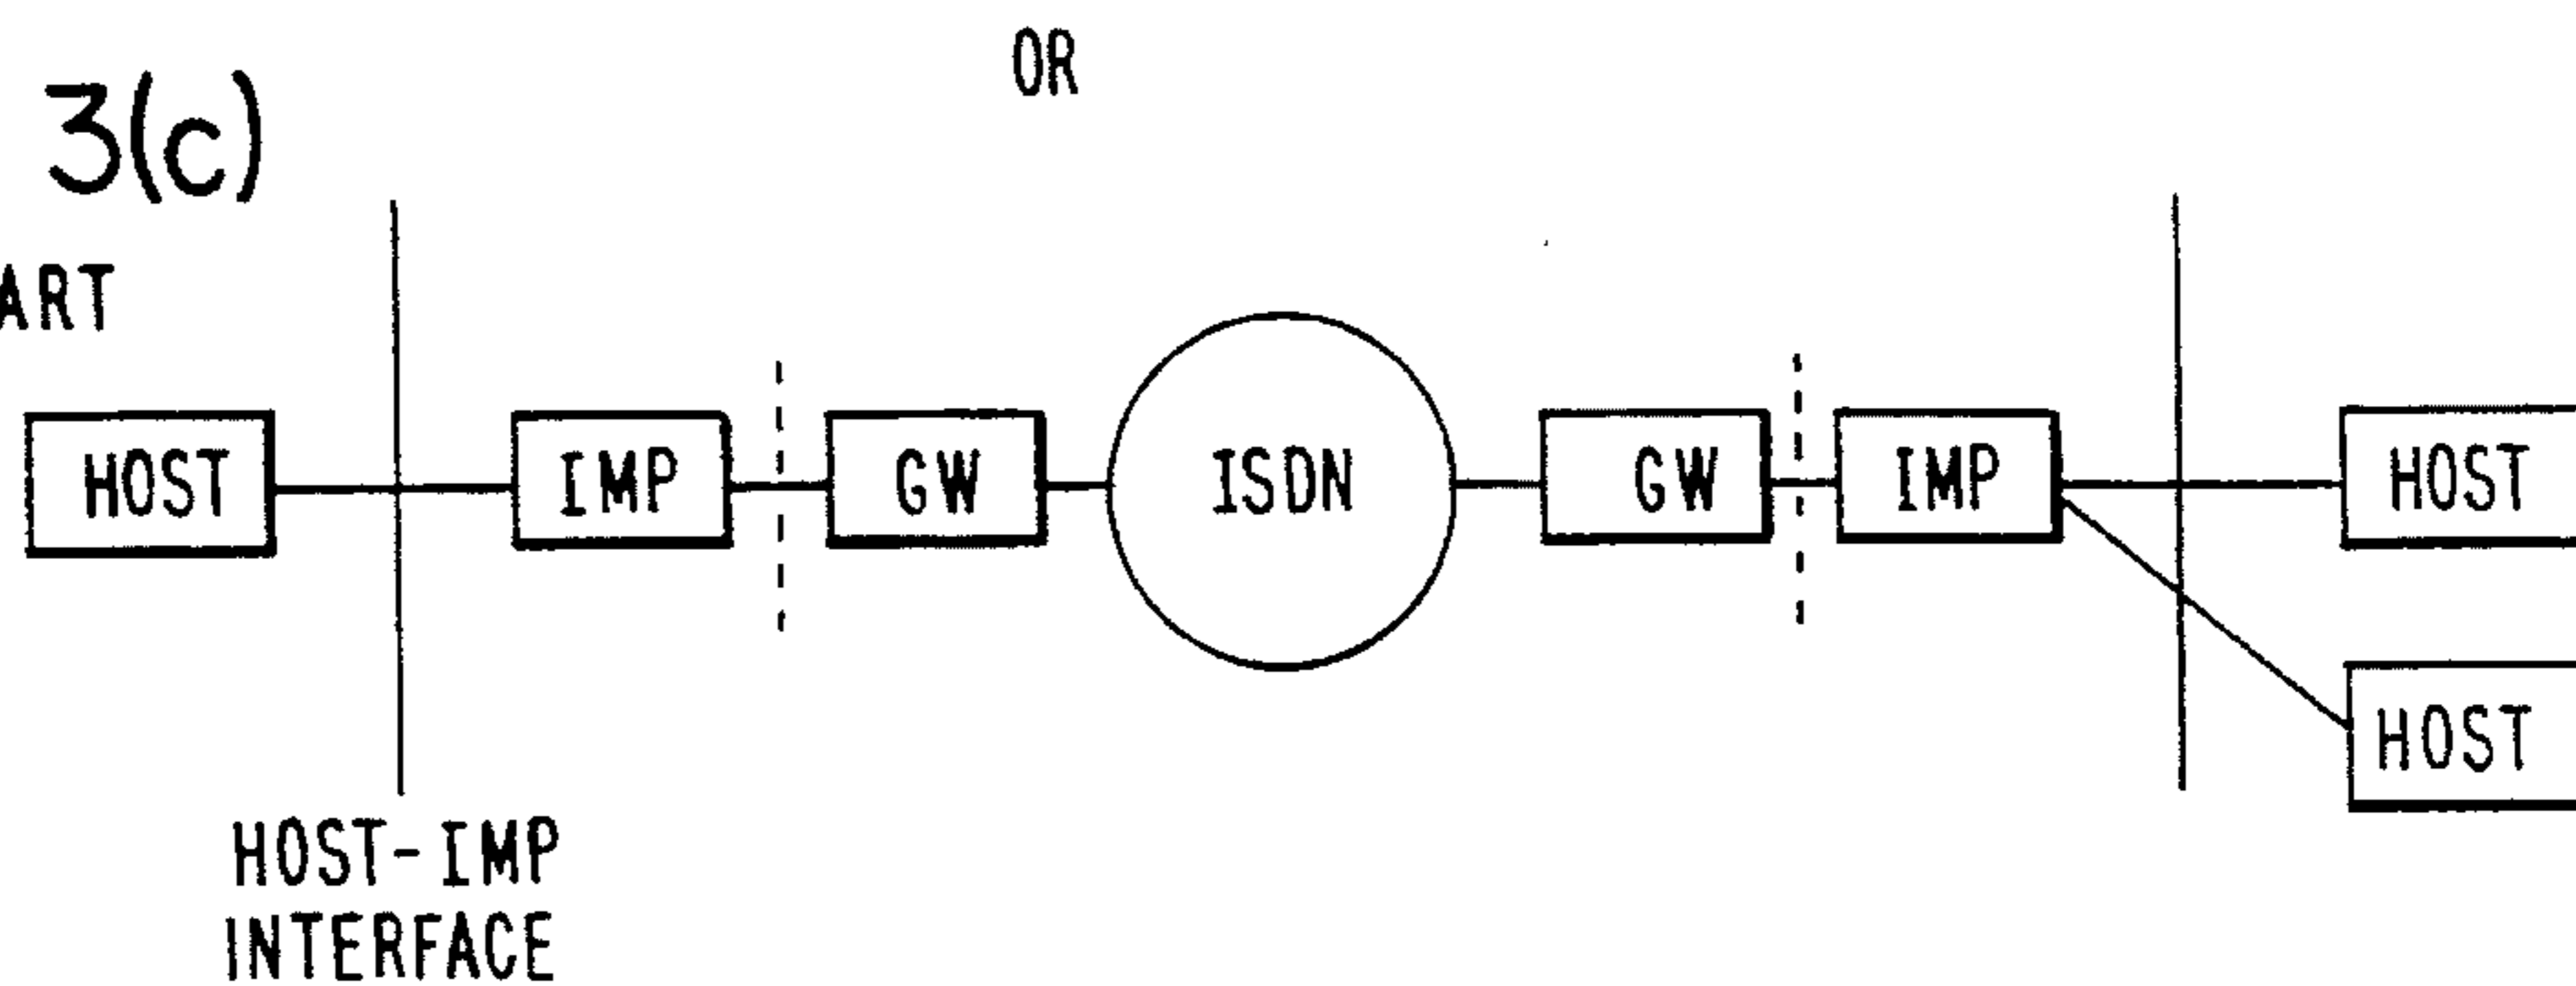 OR
3(c)
ART
HOST IMP GW ISDN GW IMP HOST
HOST
HOST-IMP
INTERFACE